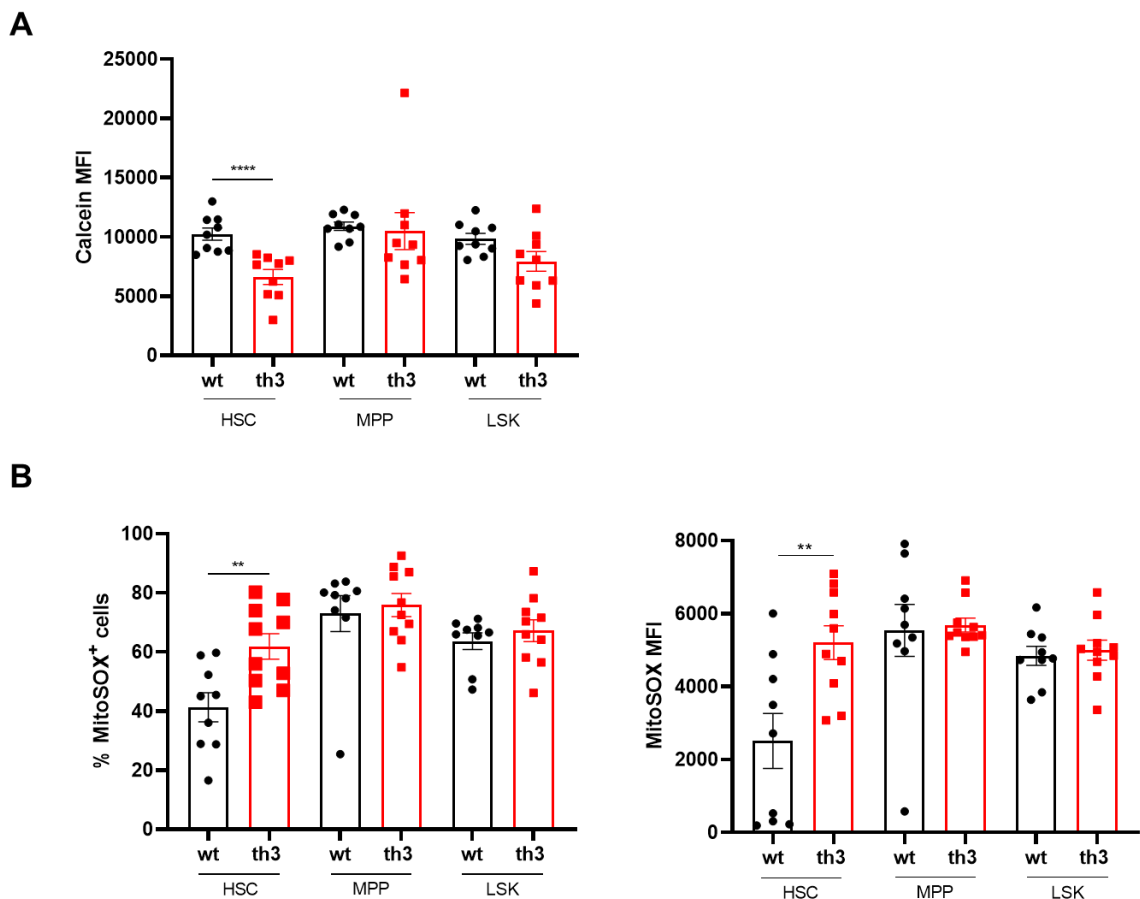 A
Calcein MFI
25000
20000
15000
10000
5000
0
****
wt th3 wt th3 wt th3
HSC MPP LSK
B
% MitoSOX+ cells
100
80
60
40
20
0
**
wt th3 wt th3 wt th3
HSC MPP LSK
MitoSOX MFI
8000
6000
4000
2000
0
**
wt th3 wt th3 wt th3
HSC MPP LSK